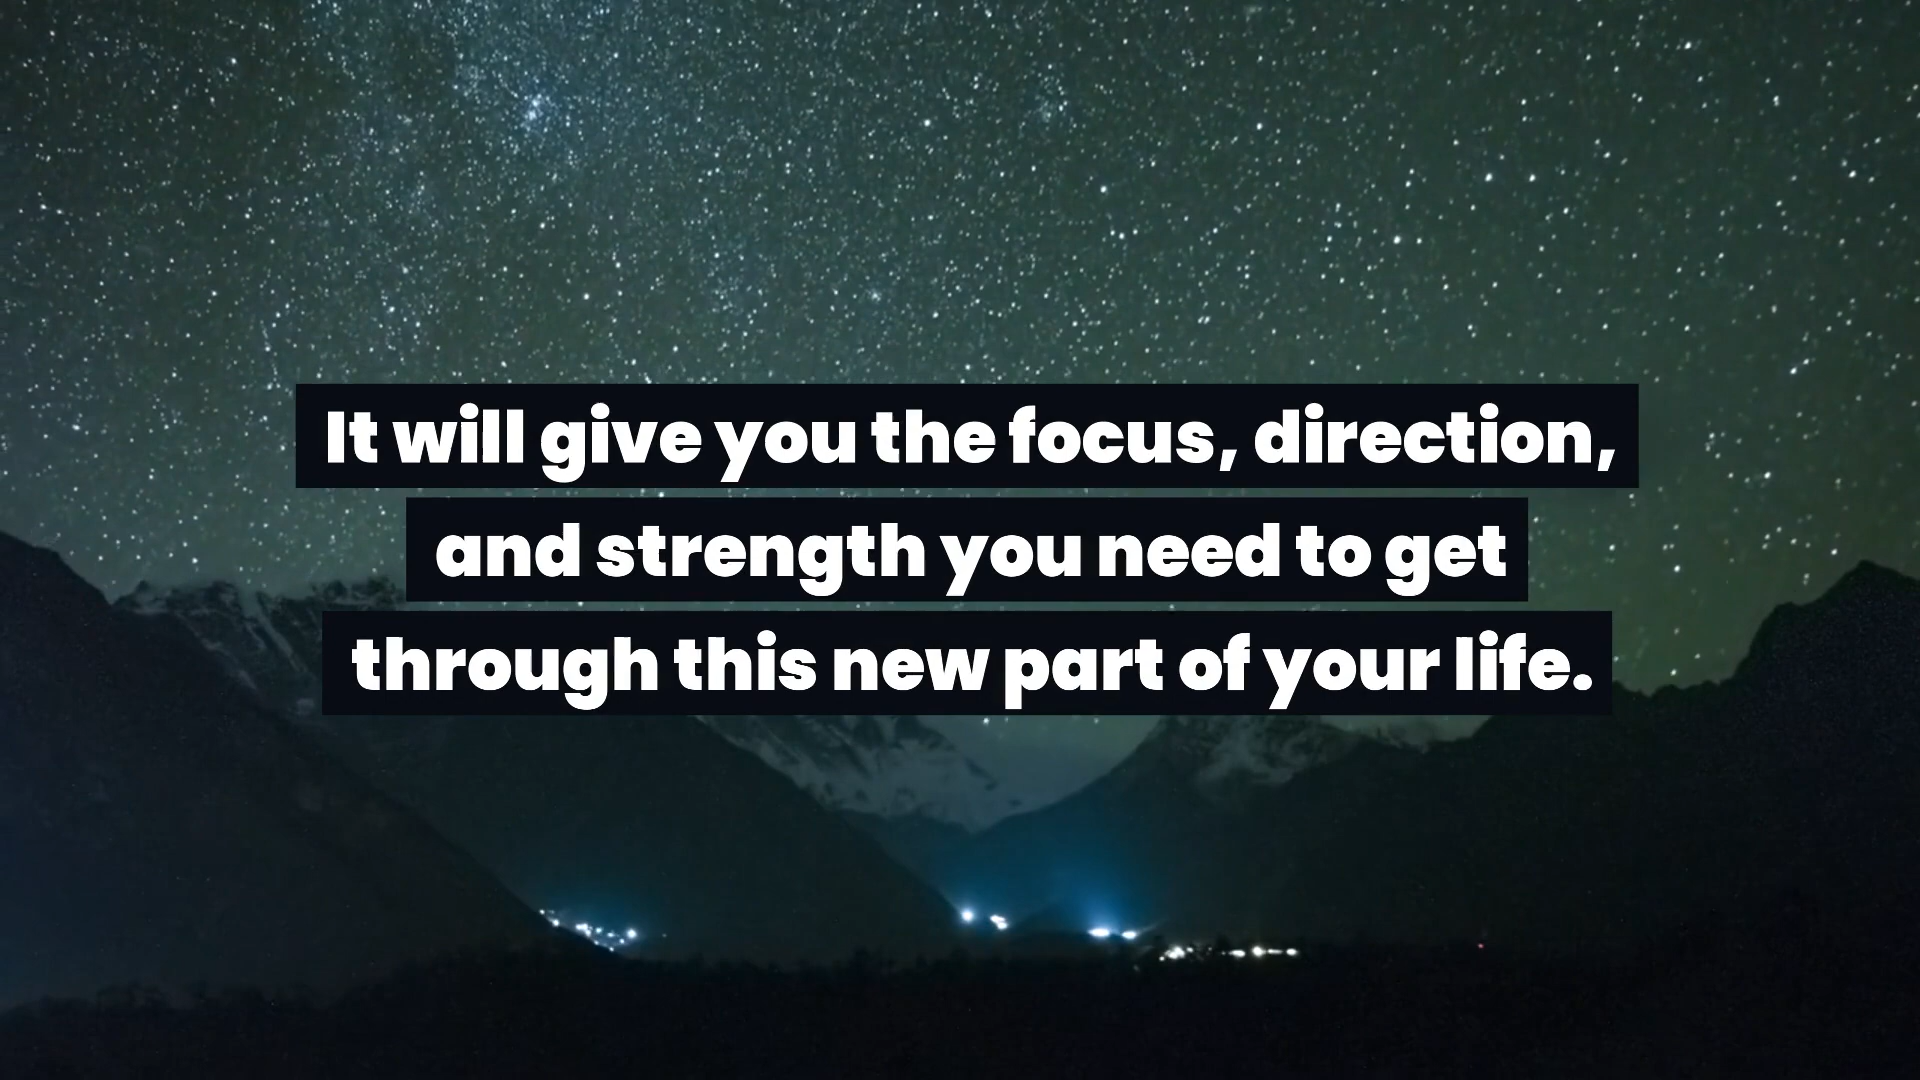 It will give you the focus, direction,
and strength you need to get
through this new part of your life.